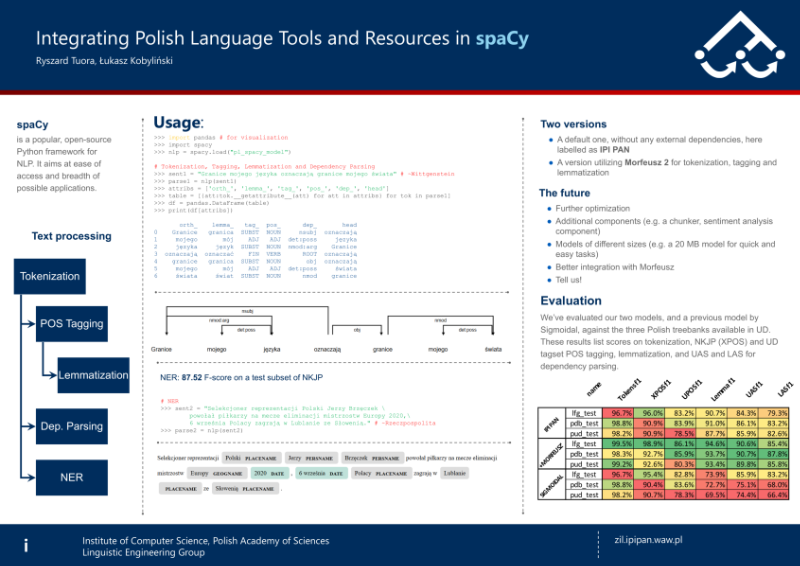 Integrating Polish Language Tools and Resources in spaCy
Ryszard Tuora, Łukasz Kobyliński
spaCy
is a popular, open-source
Python framework for
NLP. It aims at ease of
access and breadth of
possible applications.
Text processing
Tokenization
POS Tagging
Lemmatization
Dep. Parsing
NER
Usage:
>>> import pandas # for visualization
>>> import spacy
>>> nlp = spacy.load("pl_spacy_model")
# Tokenization, Tagging, Lemmatization and Dependency Parsing
>>> sent1 = "Granice mojego języka oznaczają granice mojego świata" # ~Wittgenstein
>>> parse1 = nlp(sent1)
>>> attribs = ['orth_', 'lemma_', 'tag_', 'pos_', 'dep_', 'head']
>>> table = [[attok.__getattribute__(att) for att in attribs] for tok in parse1]
>>> df = pandas.DataFrame(table)
>>> print(df[attribs])
orth_ lemma_ tag_ pos_ dep_ head
0 Granice granica SUBST NOUN nsubj oznaczają
1 mojego mój ADJ ADJ det:poss języka
2 języka język SUBST NOUN nmod:arg Granice
3 oznaczają oznaczać FIN VERB ROOT oznaczają
4 granice granica SUBST NOUN obj oznaczają
5 mojego mój ADJ ADJ det:poss świata
6 świata świat SUBST NOUN nmod granice
nsubj
nmod:arg
nmod
det:poss
obj
det:poss
Granice mojego języka oznaczają granice mojego świata
NER: 87.52 F-score on a test subset of NKJP
# NER
>>> sent2 = "Selekcjoner reprezentacji Polski Jerzy Brzęczek \
powołał piłkarzy na mecze eliminacji mistrzostw Europy 2020,\
6 września Polacy zagrają w Lublanie ze Słowenią." # ~Rzeczpospolita
>>> parse2 = nlp(sent2)
Selekcjoner reprezentacji Polski PLACENAME Jerzy PERSNAME Brzęczek PERSNAME powołał piłkarzy na mecze eliminacji
mistrzostw Europy GEOGNAME 2020 DATE , 6 września DATE Polacy PLACENAME zagrają w Lublanie
PLACENAME ze Słowenią PLACENAME .
Two versions
● A default one, without any external dependencies, here
labelled as IPI PAN
● A version utilizing Morfeusz 2 for tokenization, tagging and
lemmatization
The future
● Further optimization
● Additional components (e.g. a chunker, sentiment analysis
component)
● Models of different sizes (e.g. a 20 MB model for quick and
easy tasks)
● Better integration with Morfeusz
● Tell us!
Evaluation
We've evaluated our two models, and a previous model by
Sigmoidal, against the three Polish treebanks available in UD.
These results list scores on tokenization, NKJP (XPOS) and UD
tagset POS tagging, lemmatization, and UAS and LAS for
dependency parsing.
name Tokens f1 XPOS f1 UPOS f1 Lemma f1 UAS f1 LAS f1
IPI PAN
lfg_test 96.7% 96.0% 83.2% 90.7% 84.3% 79.3%
pdb_test 98.8% 90.9% 83.9% 91.0% 86.1% 83.2%
pud_test 98.2% 90.9% 78.5% 87.7% 85.9% 82.6%
+MORFEUSZ
lfg_test 99.5% 98.9% 86.1% 94.6% 90.6% 85.4%
pdb_test 98.3% 92.7% 85.9% 93.7% 90.7% 87.8%
pud_test 99.2% 92.6% 80.3% 93.4% 89.8% 85.8%
SIGMOIDAL
lfg_test 96.7% 95.4% 82.8% 73.9% 85.9% 83.2%
pdb_test 98.8% 90.4% 83.6% 72.7% 75.1% 68.0%
pud_test 98.2% 90.7% 78.3% 69.5% 74.4% 66.4%
i
Institute of Computer Science, Polish Academy of Sciences
Linguistic Engineering Group
zil.ipipan.waw.pl